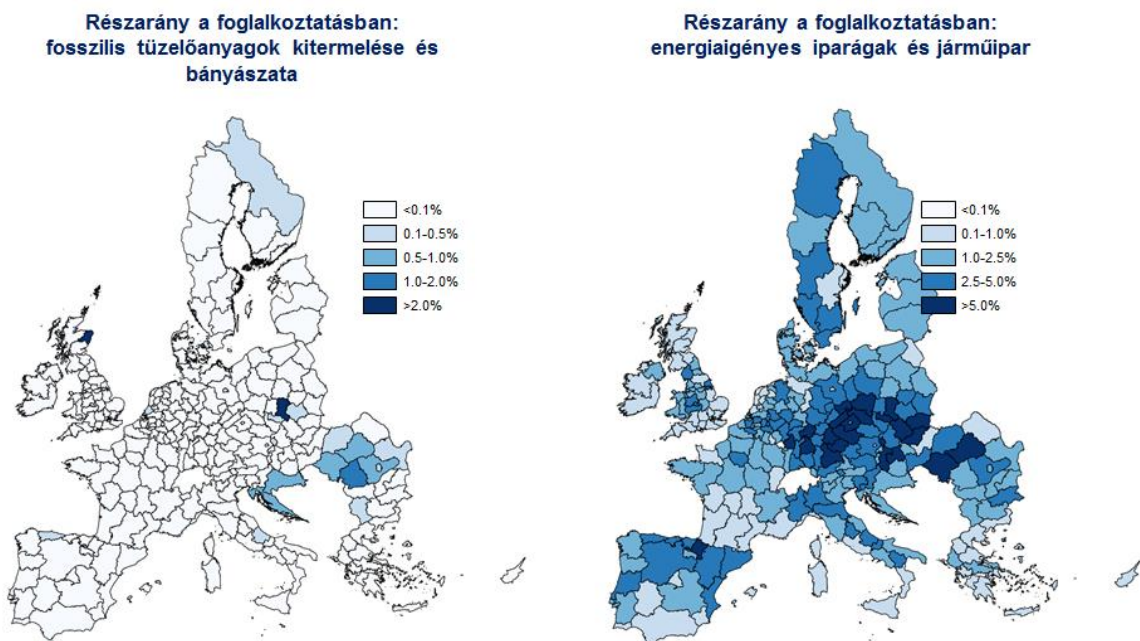 Részarány a foglalkoztatásban:
fosszilis tüzelőanyagok kitermelése és
bányászata
<0.1%
0.1-0.5%
0.5-1.0%
1.0-2.0%
>2.0%
Részarány a foglalkoztatásban:
energiaigényes iparágak és járműipar
<0.1%
0.1-1.0%
1.0-2.5%
2.5-5.0%
>5.0%